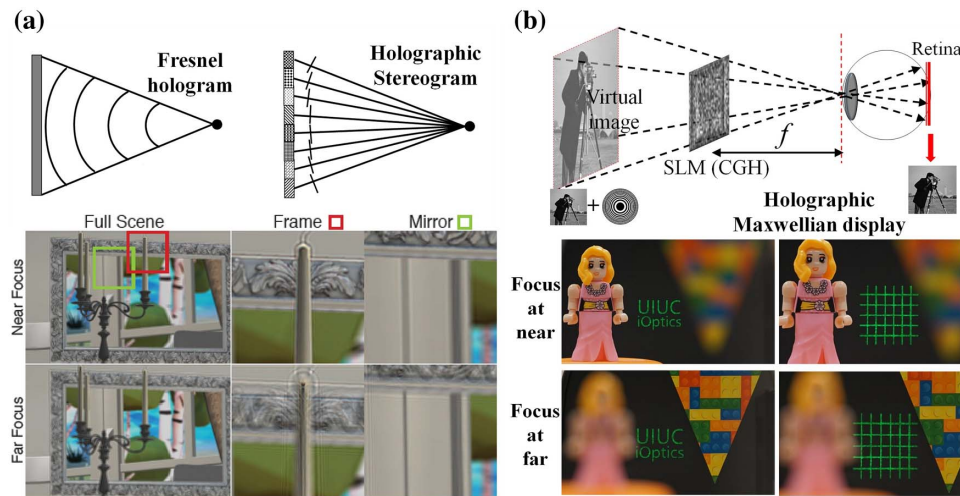 (a)
Fresnel
hologram
Holographic
Stereogram
Full Scene
Frame
Mirror
Near Focus
Far Focus
(b)
Virtual
image
SLM (CGH)
f
Retina
+
Holographic
Maxwellian display
Focus
at
near
UIUC
iOptics
Focus
at
far
UIUC
iOptics